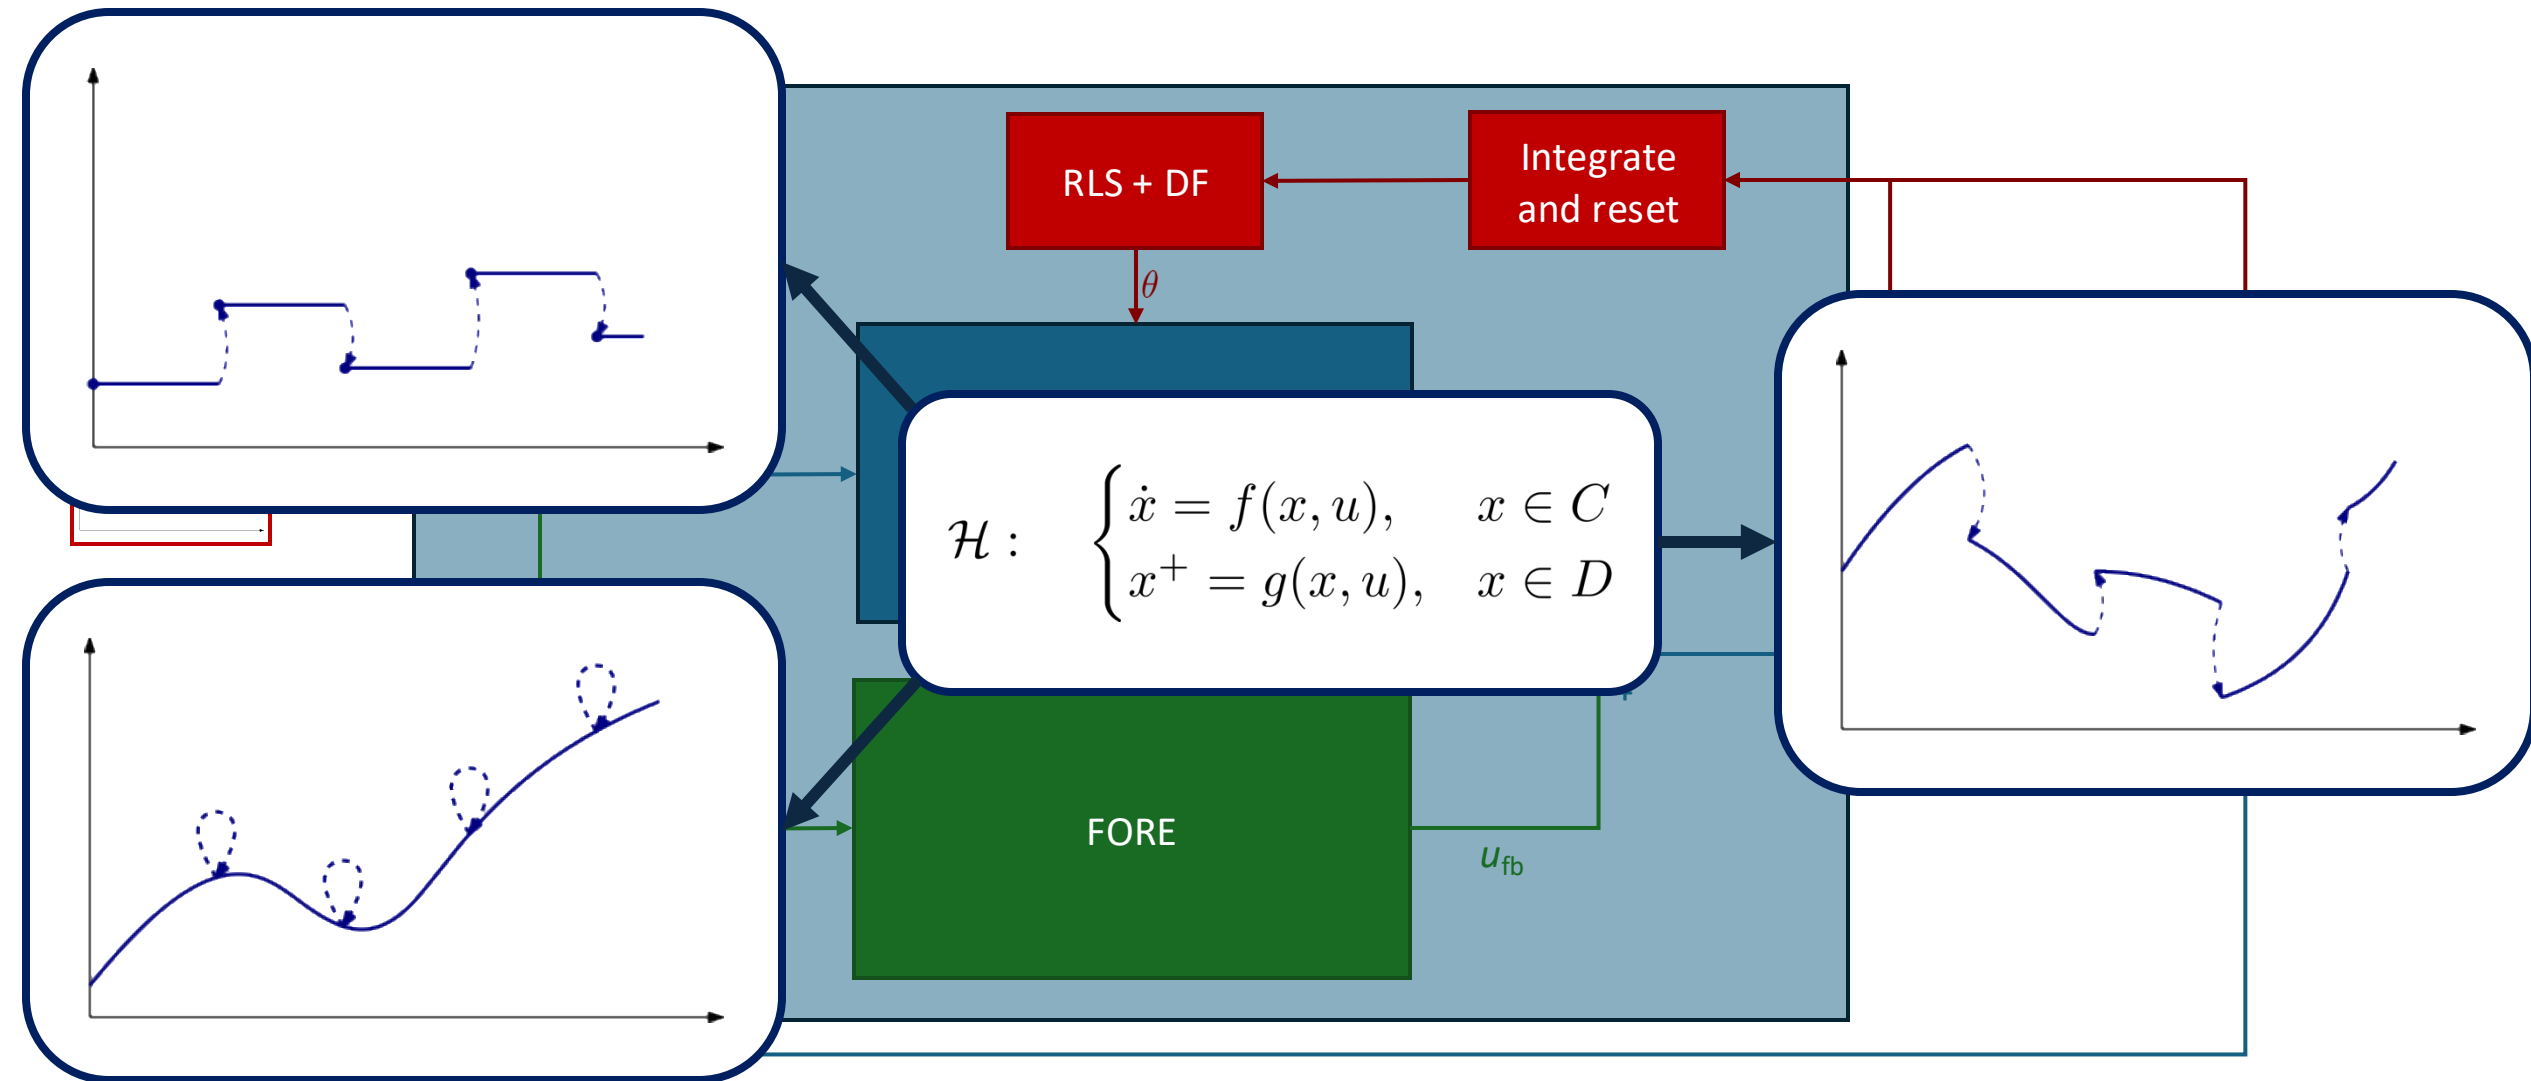 RLS + DF
Integrate
and reset
θ
ℋ : { ẋ = f(x, u), x ∈ C
x⁺ = g(x, u), x ∈ D
FORE
u_fb